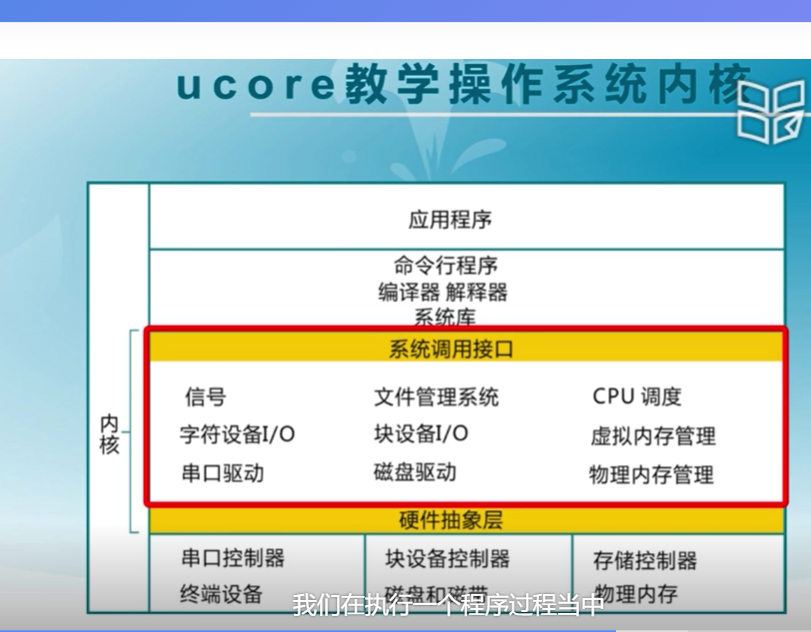 ucore教学操作系统内核
应用程序
命令行程序
编译器 解释器
系统库
内核
系统调用接口
信号 文件管理系统 CPU 调度
字符设备I/O 块设备I/O 虚拟内存管理
串口驱动 磁盘驱动 物理内存管理
硬件抽象层
串口控制器 块设备控制器 存储控制器
终端设备 磁盘和磁带 物理内存
我们在执行一个程序过程当中